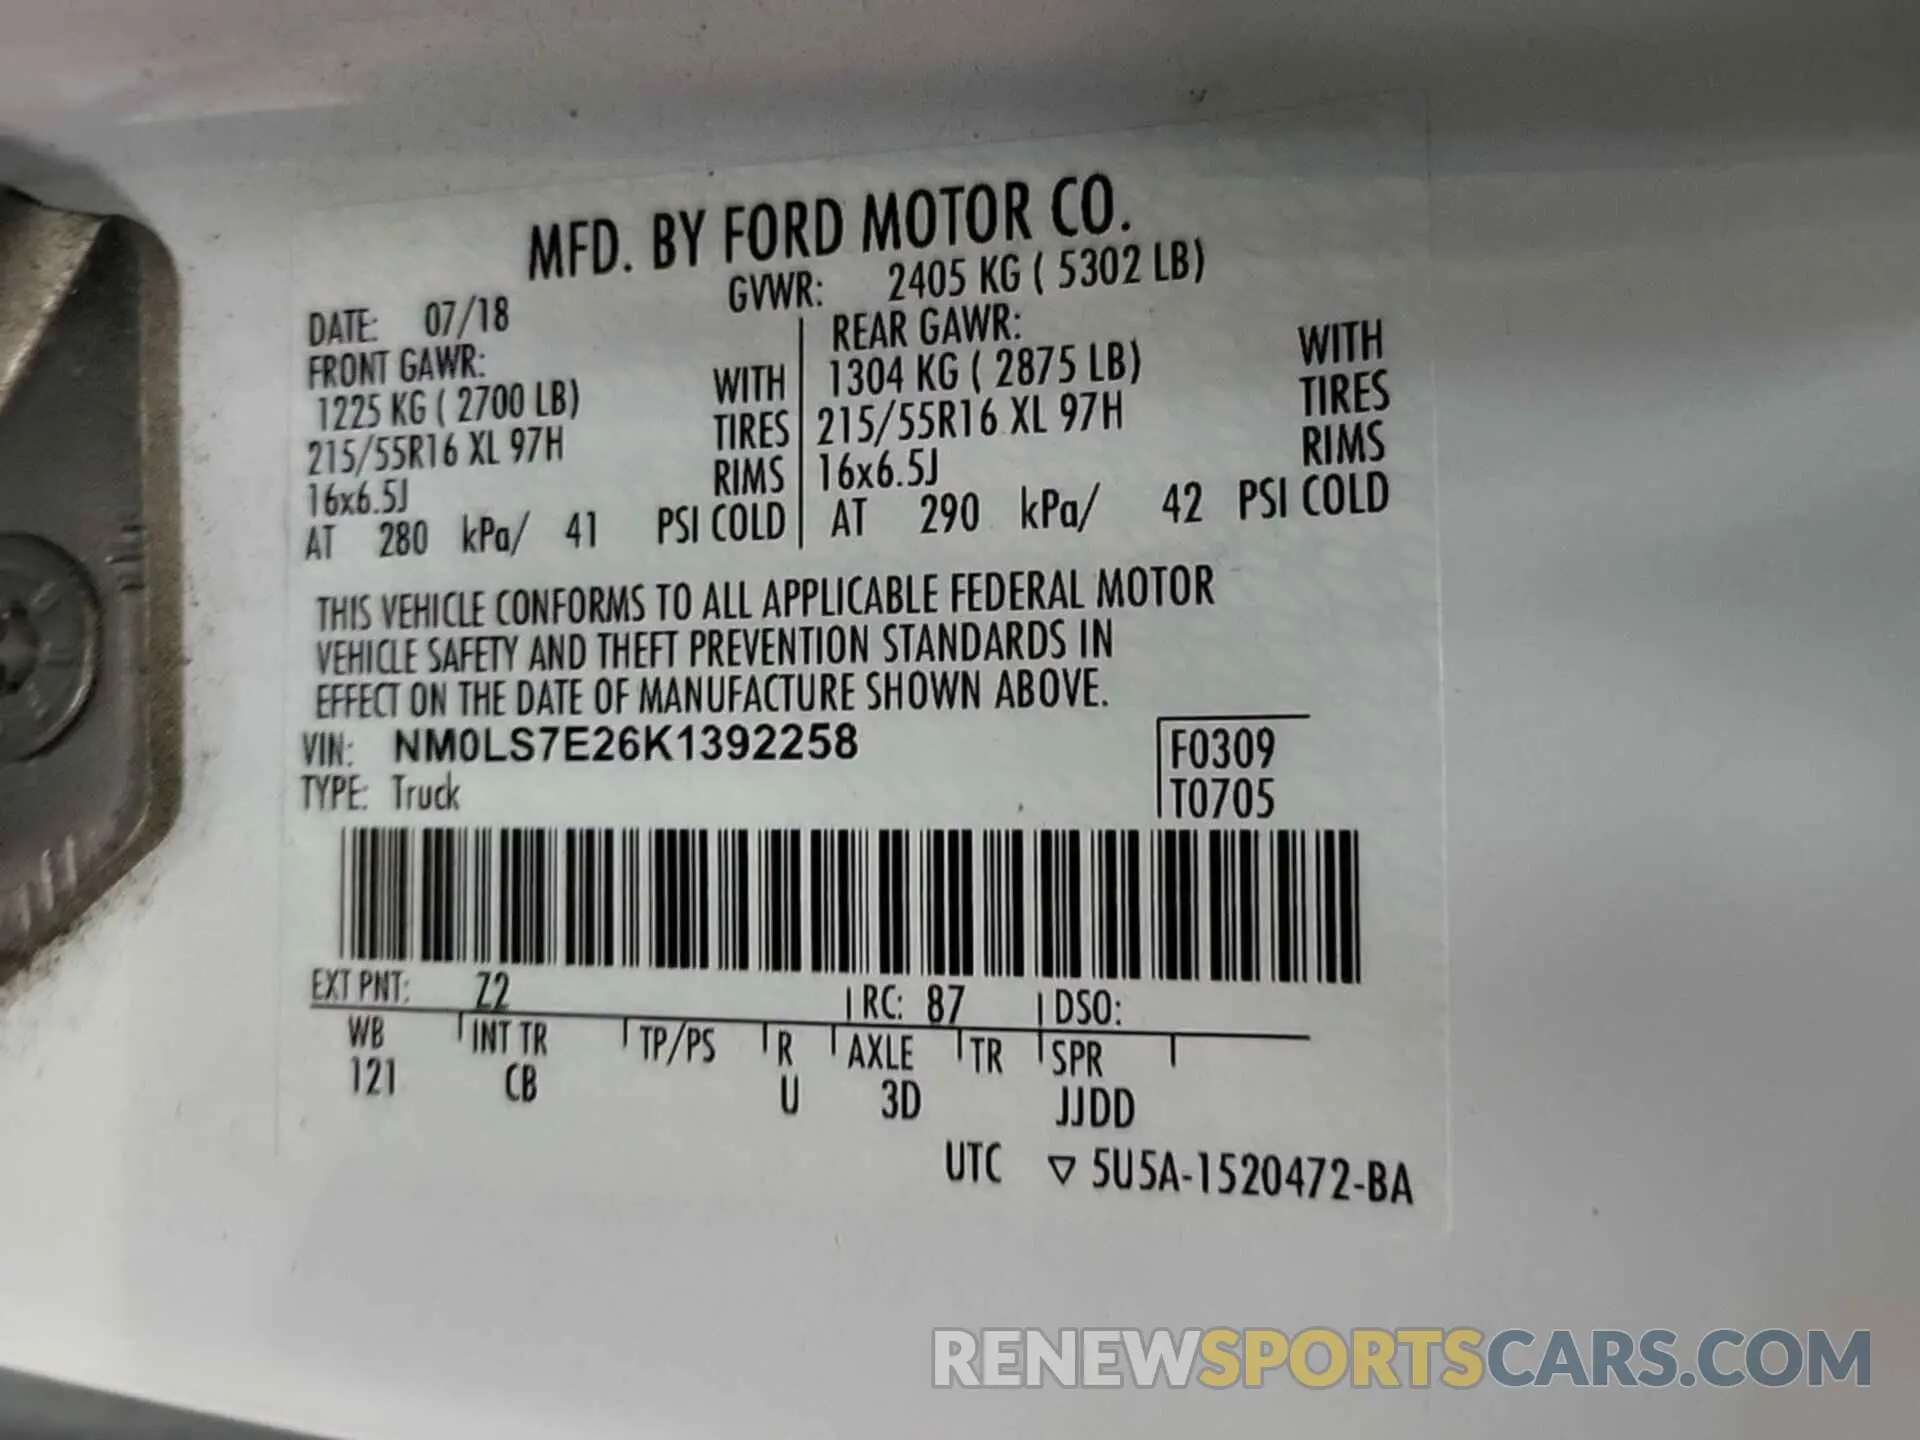 MFD. BY FORD MOTOR CO.
DATE: 07/18 GVWR: 2405 KG ( 5302 LB)
FRONT GAWR: REAR GAWR:
1225 KG ( 2700 LB) WITH 1304 KG ( 2875 LB) WITH
215/55R16 XL 97H TIRES 215/55R16 XL 97H TIRES
16x6.5J RIMS 16x6.5J RIMS
AT 280 kPa/ 41 PSI COLD AT 290 kPa/ 42 PSI COLD
THIS VEHICLE CONFORMS TO ALL APPLICABLE FEDERAL MOTOR
VEHICLE SAFETY AND THEFT PREVENTION STANDARDS IN
EFFECT ON THE DATE OF MANUFACTURE SHOWN ABOVE.
VIN: NM0LS7E26K1392258 F0309
TYPE: Truck T0705
EXT PNT: Z2 RC: 87 DSO:
WB INT TR TP/PS R AXLE TR SPR
121 CB U 3D JJDD
UTC ▽ 5U5A-1520472-BA
RENEWSPORTSCARS.COM